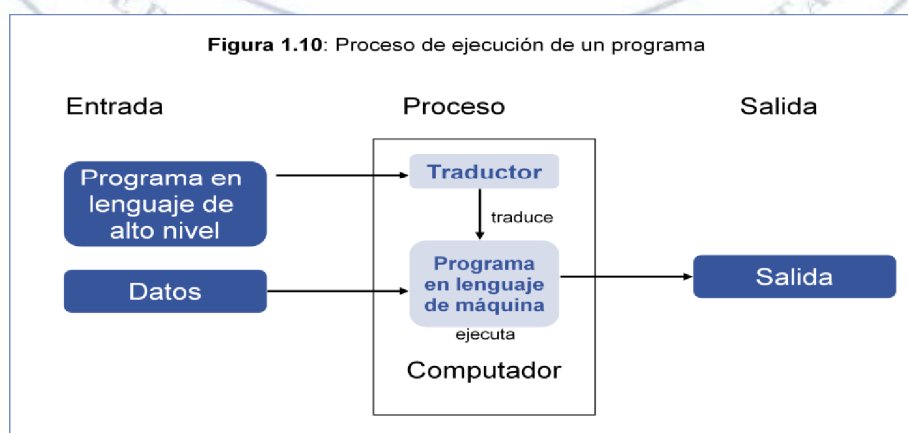 Figura 1.10: Proceso de ejecución de un programa
Entrada
Proceso
Salida
Programa en
lenguaje de
alto nivel
Traductor
traduce
Datos
Programa
en lenguaje
de máquina
ejecuta
Computador
Salida